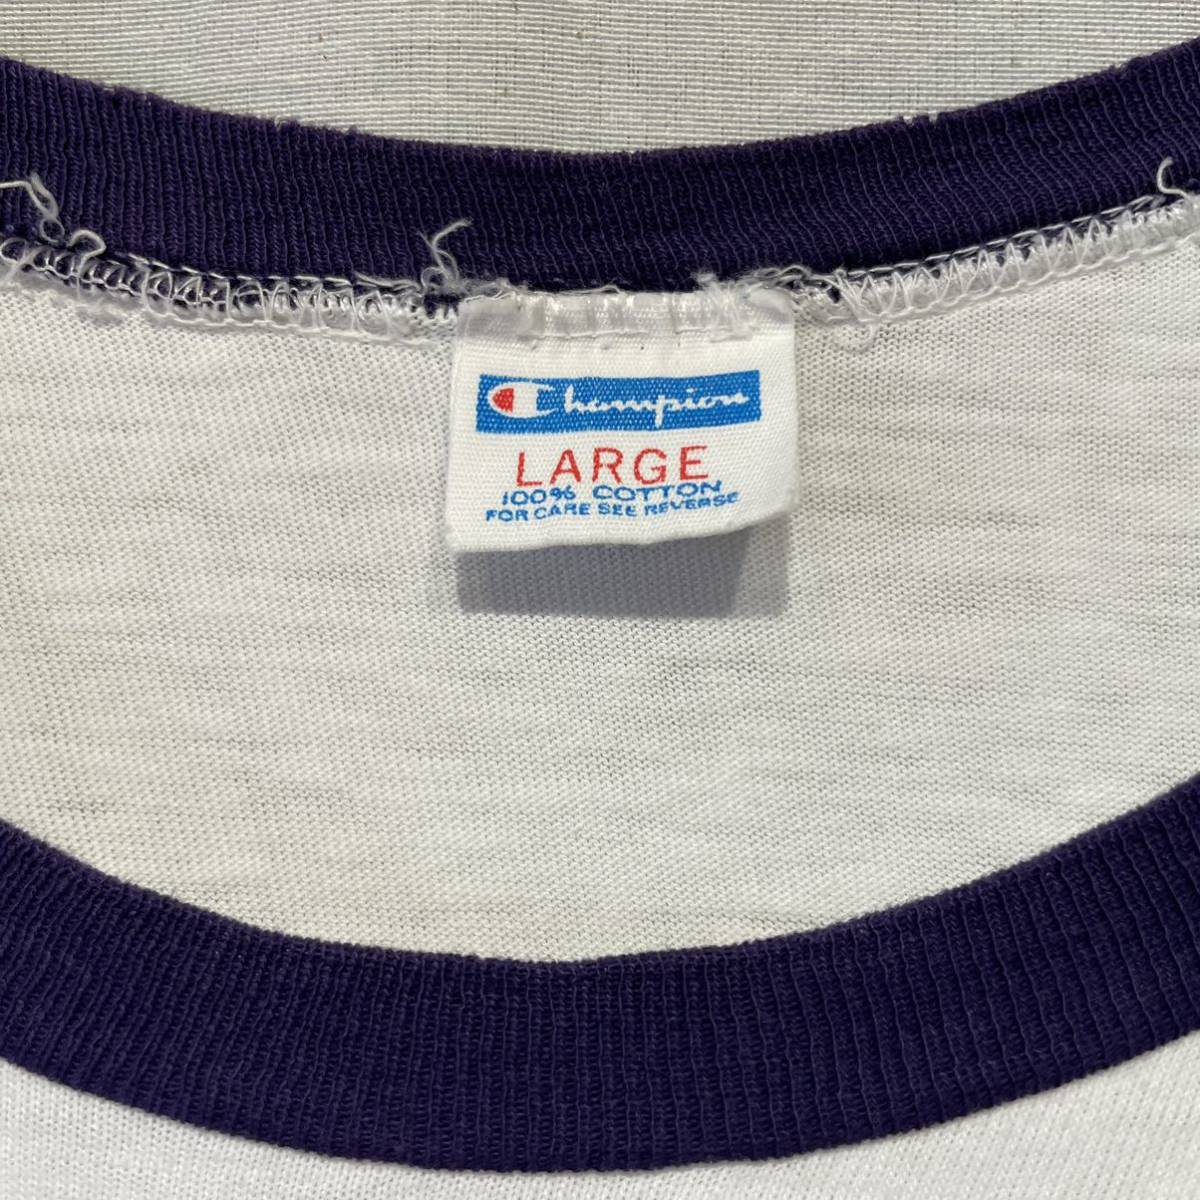 Champion
LARGE
100% COTTON
FOR CARE SEE REVERSE